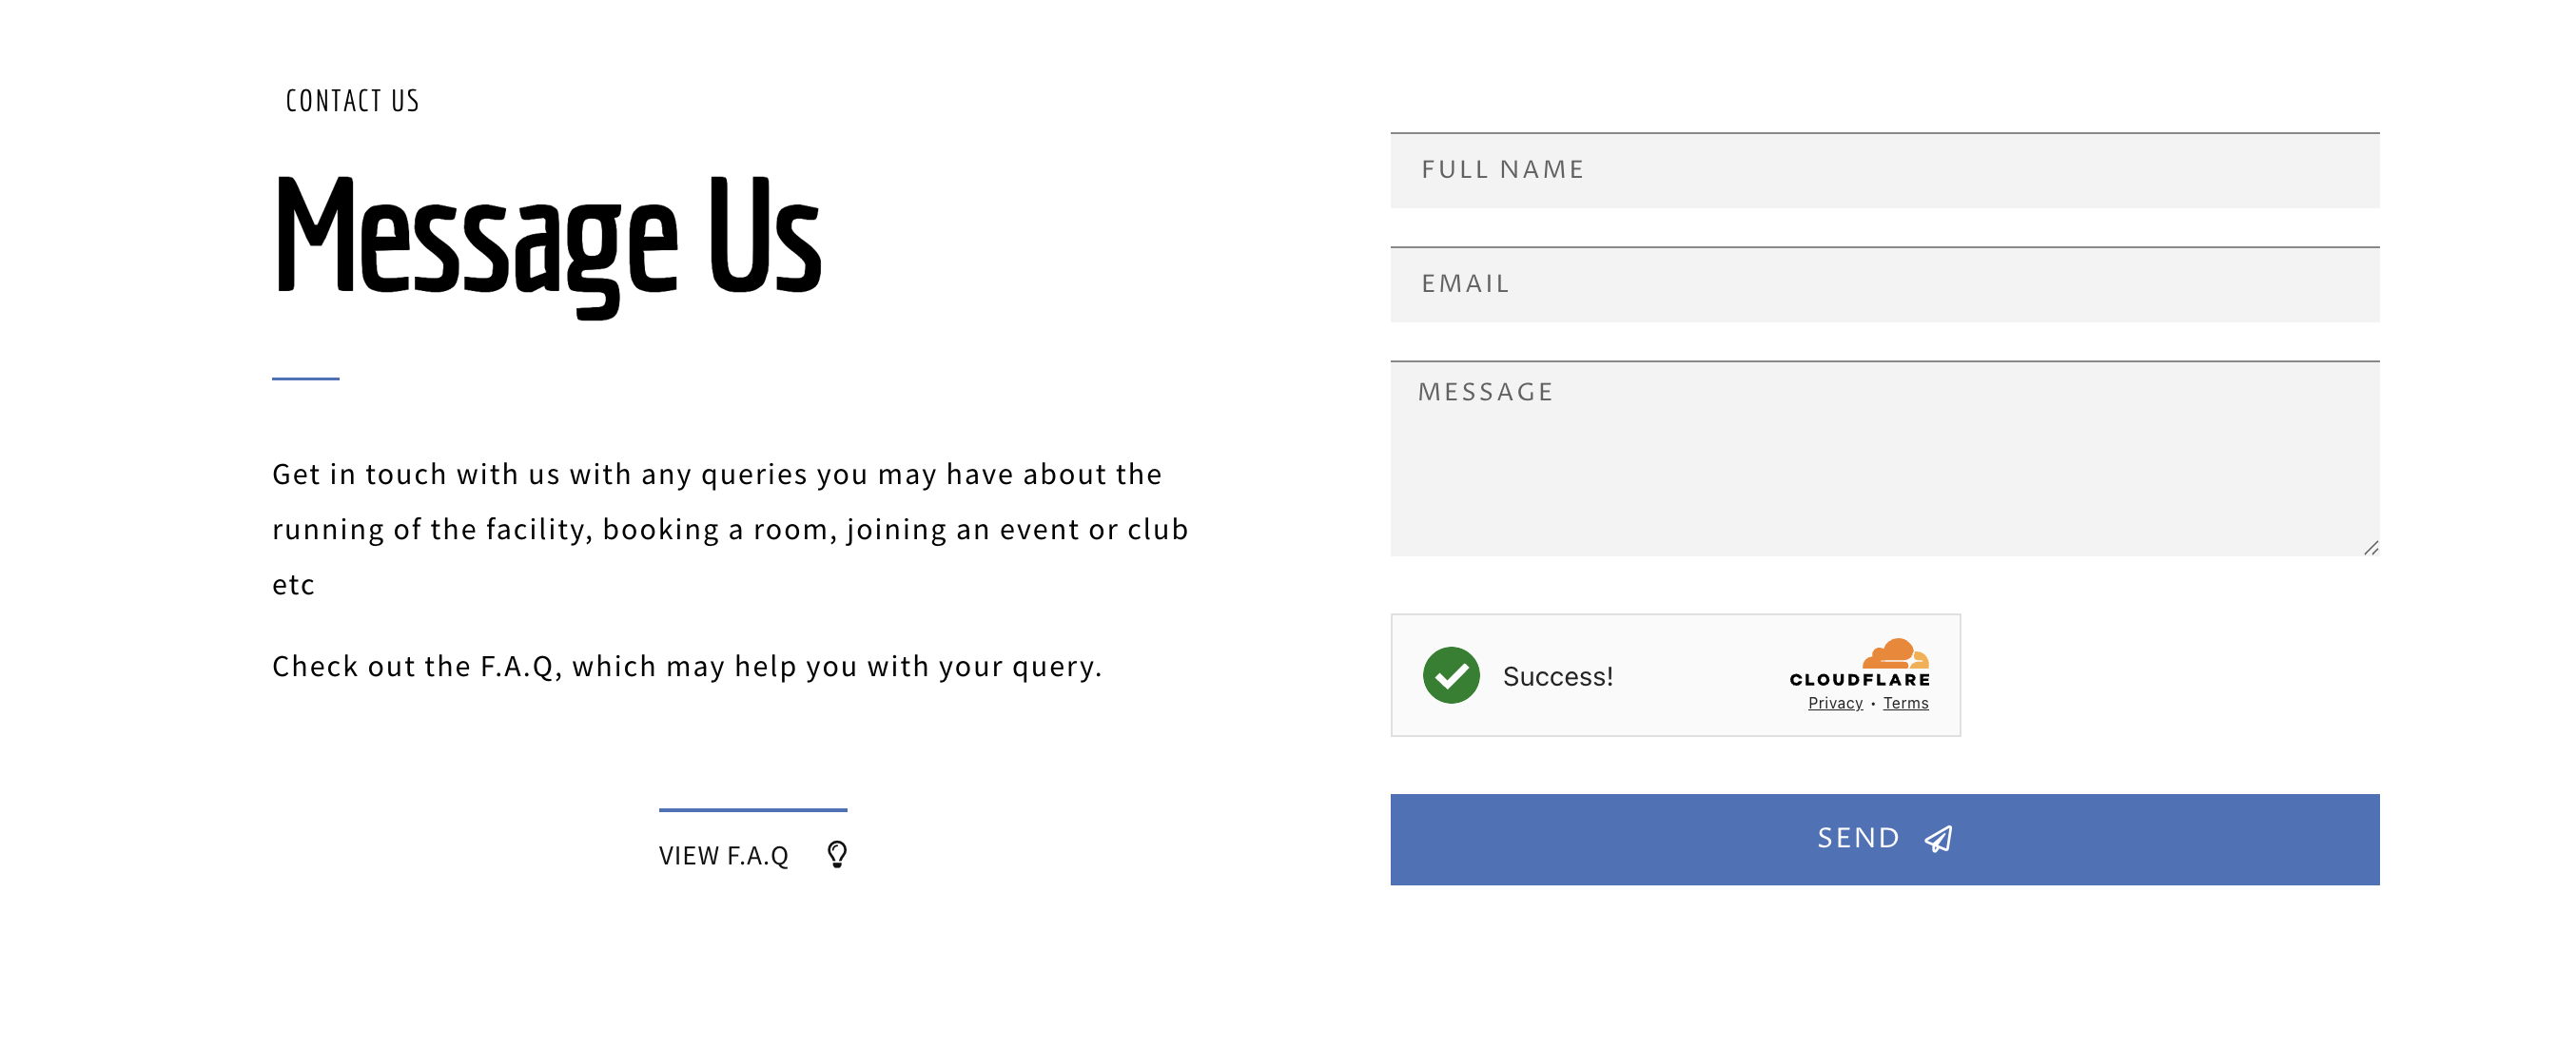 CONTACT US
Message Us
Get in touch with us with any queries you may have about the
running of the facility, booking a room, joining an event or club
etc
Check out the F.A.Q, which may help you with your query.
VIEW F.A.Q
FULL NAME
EMAIL
MESSAGE
Success!
CLOUDFLARE
Privacy • Terms
SEND